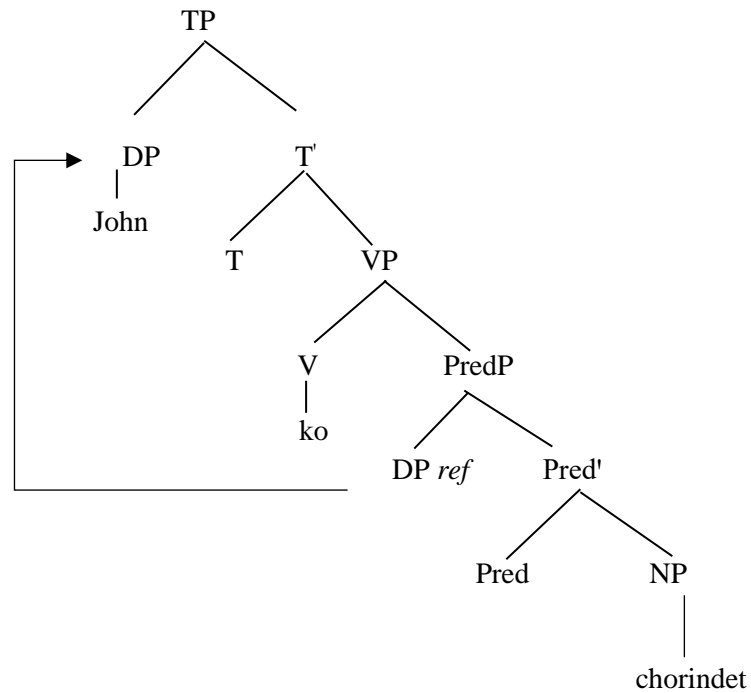 TP
DP T'
John
T VP
V PredP
ko
DP ref Pred'
Pred NP
chorindet